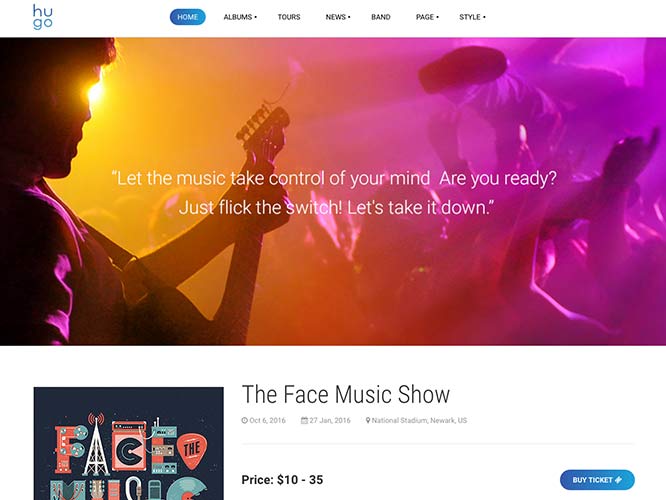 hu
go
HOME ALBUMS • TOURS NEWS • BAND PAGE • STYLE •
“Let the music take control of your mind Are you ready?
Just flick the switch! Let's take it down.”
The Face Music Show
Oct 6, 2016 27 Jan, 2016 National Stadium, Newark, US
FACE THE
MUSIC
Price: $10 - 35
BUY TICKET